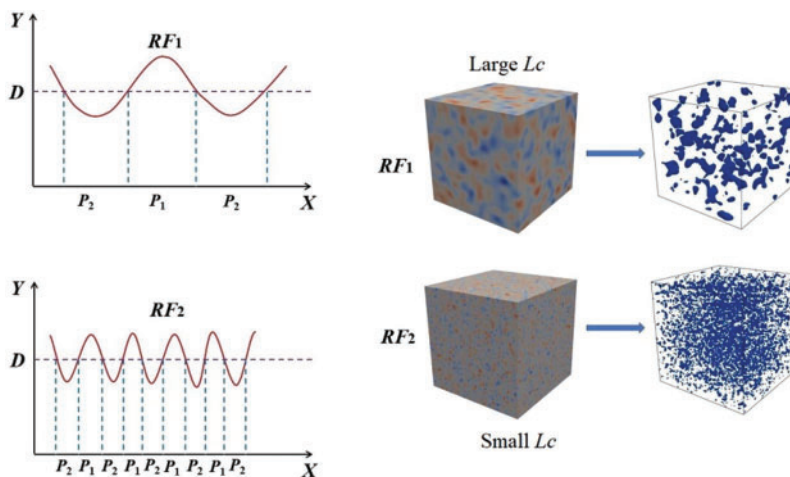 Y
RF1
D
P2 P1 P2
X
Large Lc
RF1
Y
RF2
D
P2 P1 P2 P1 P2 P1 P2 P1 P2
X
RF2
Small Lc